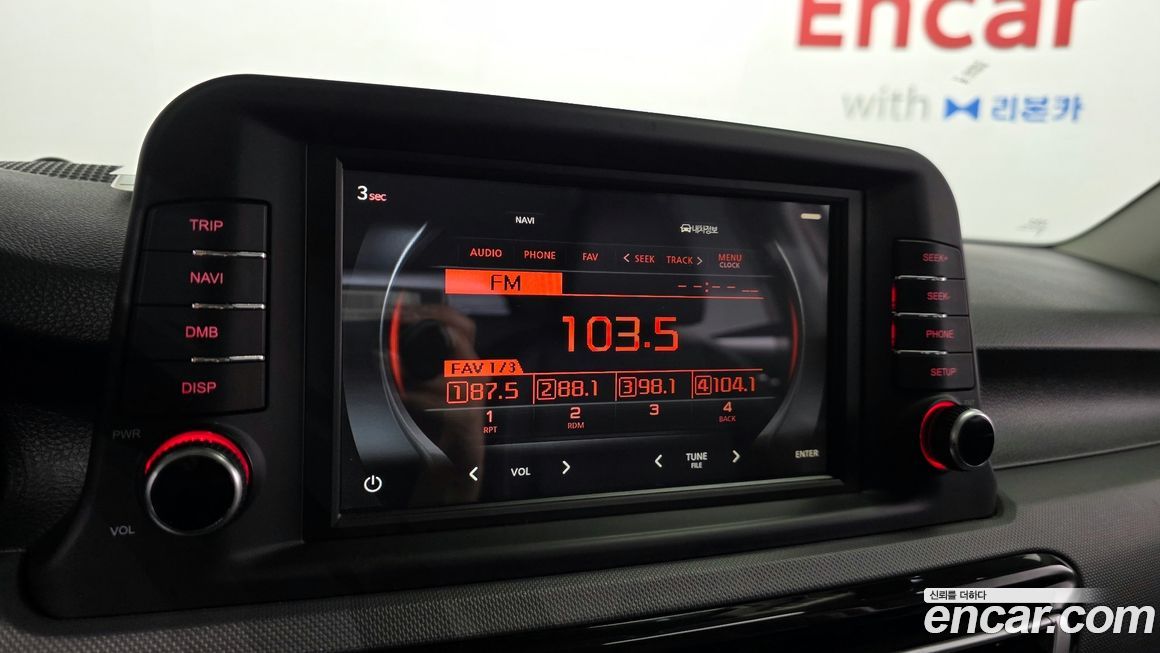 Encar
with 리본카
3 sec
NAVI
내차정보
AUDIO PHONE FAV < SEEK TRACK > MENU
CLOCK
FM --:-- --
103.5
FAV 1/3
1 87.5 2 88.1 3 98.1 4 104.1
1 2 3 4
RPT RDM BACK
< VOL > < TUNE > ENTER
FILE
TRIP
NAVI
DMB
DISP
PWR
VOL
SEEK+
SEEK-
PHONE
SETUP
신뢰를 더하다
encar.com